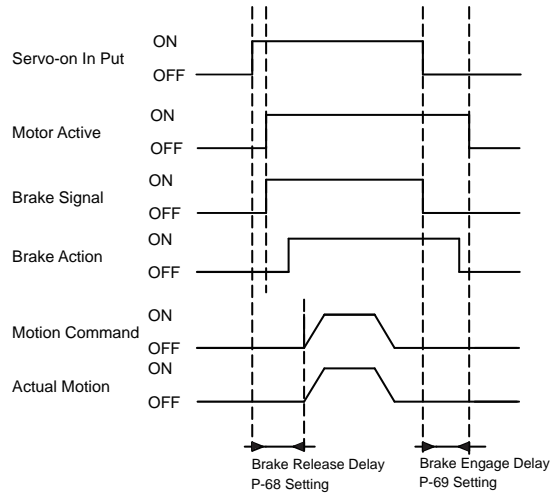 ON
Servo-on In Put
OFF
ON
Motor Active
OFF
ON
Brake Signal
OFF
ON
Brake Action
OFF
ON
Motion Command
OFF
ON
Actual Motion
OFF
Brake Release Delay
P-68 Setting
Brake Engage Delay
P-69 Setting